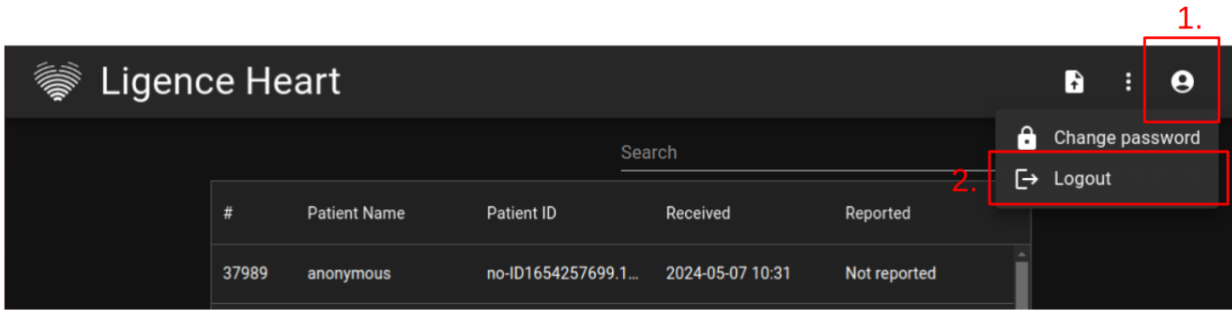 1.
Ligence Heart
Change password
Search
2.
Logout
# Patient Name Patient ID Received Reported
37989 anonymous no-ID1654257699.1... 2024-05-07 10:31 Not reported